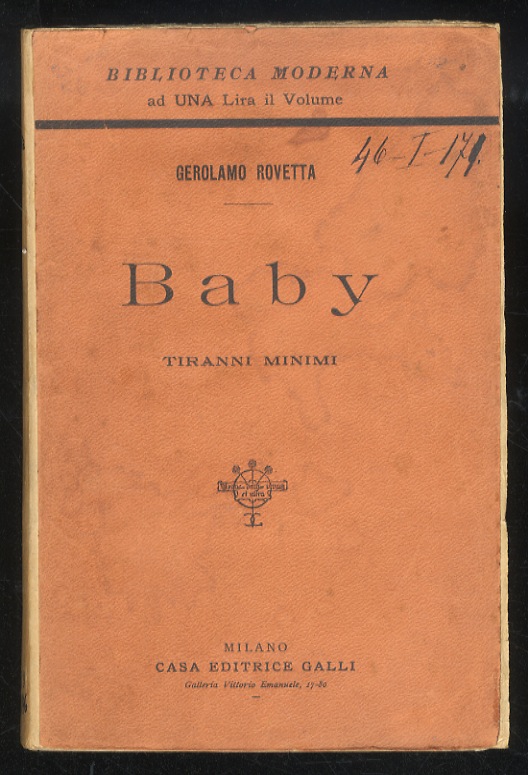 BIBLIOTECA MODERNA
ad UNA Lira il Volume
46-I-171.
GEROLAMO ROVETTA
Baby
TIRANNI MINIMI
MILANO
CASA EDITRICE GALLI
Galleria Vittorio Emanuele, 17-80